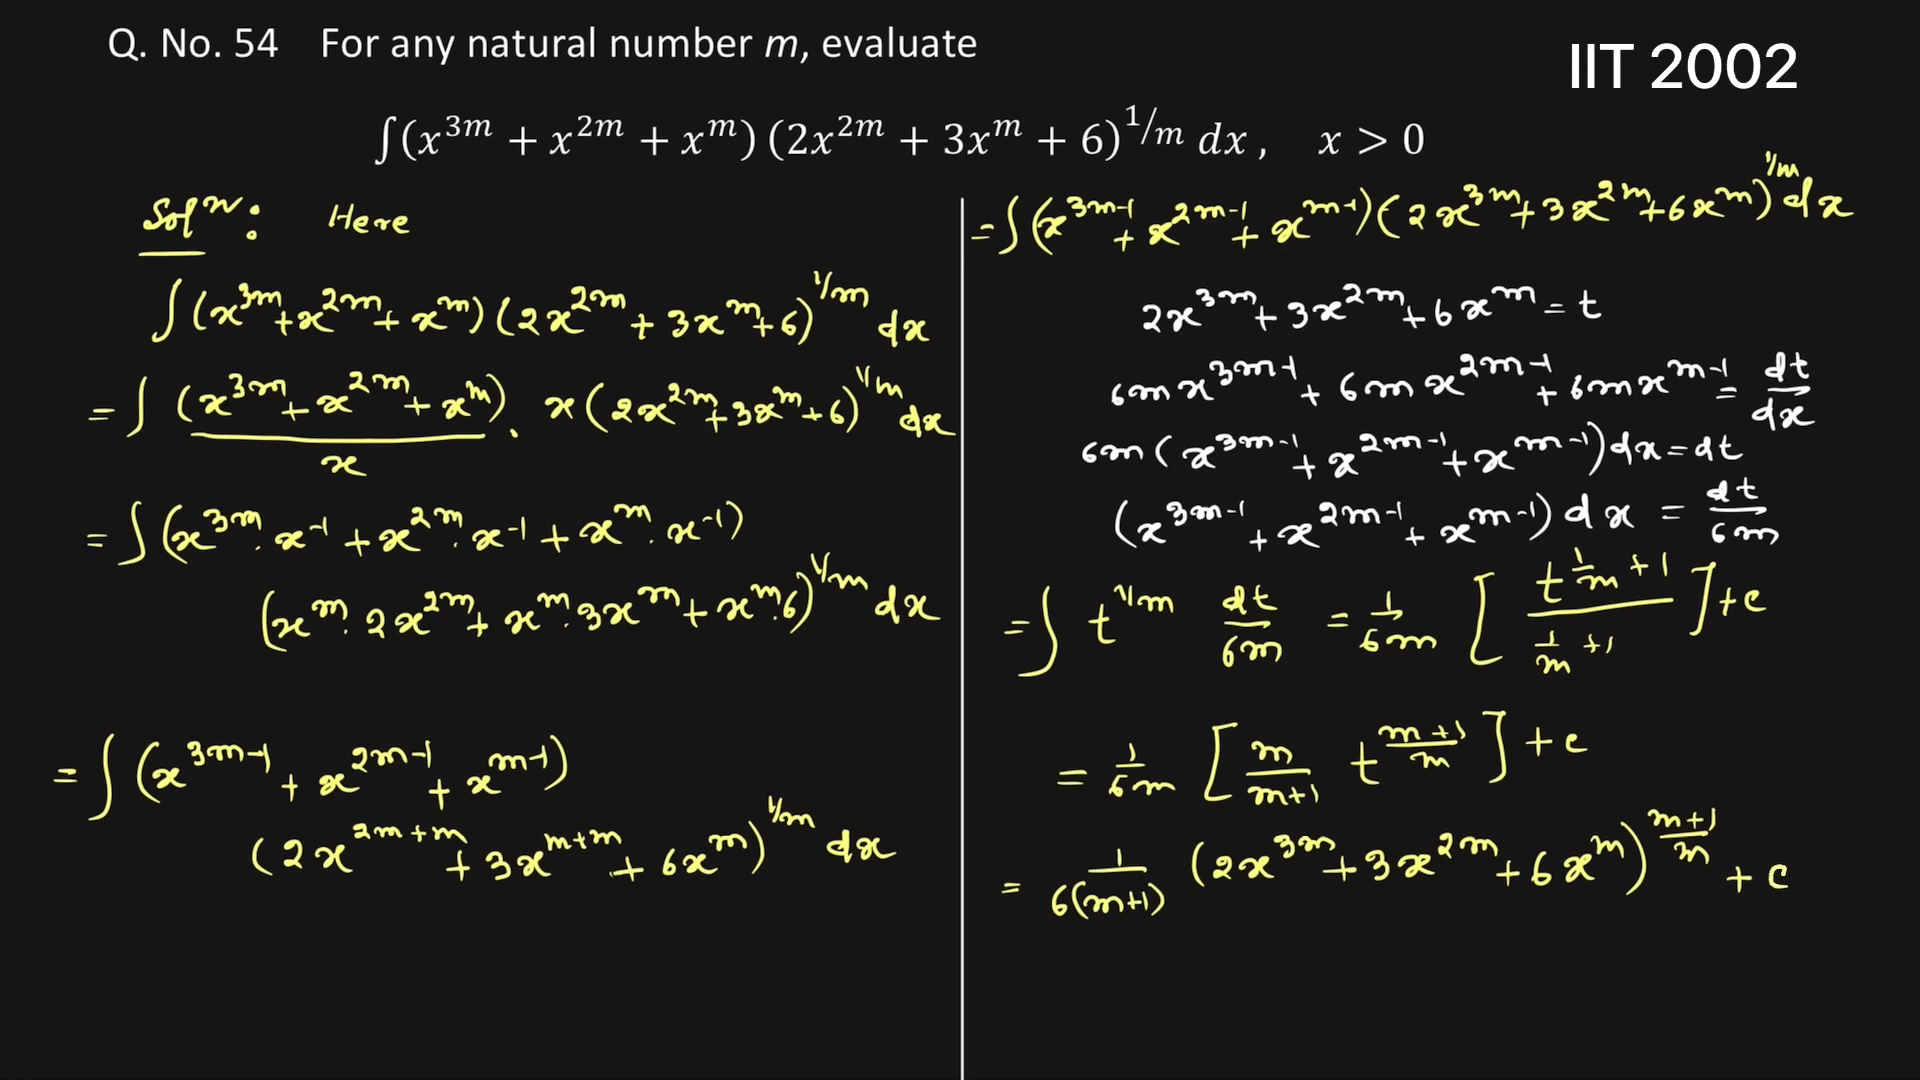 Q. No. 54 For any natural number m, evaluate
IIT 2002
∫(x^{3m} + x^{2m} + x^m) (2x^{2m} + 3x^m + 6)^{1/m} dx, x > 0
Solⁿ: Here
∫(x^{3m} + x^{2m} + x^m) (2x^{2m} + 3x^m + 6)^{1/m} dx
= ∫ (x^{3m} + x^{2m} + x^m)/x · x(2x^{2m} + 3x^m + 6)^{1/m} dx
= ∫(x^{3m} · x^{-1} + x^{2m} · x^{-1} + x^m · x^{-1})
(x^m · 2x^{2m} + x^m · 3x^m + x^m · 6)^{1/m} dx
= ∫(x^{3m-1} + x^{2m-1} + x^{m-1})
(2x^{2m+m} + 3x^{m+m} + 6x^m)^{1/m} dx
= ∫(x^{3m-1} + x^{2m-1} + x^{m-1}) (2x^{3m} + 3x^{2m} + 6x^m)^{1/m} dx
2x^{3m} + 3x^{2m} + 6x^m = t
6mx^{3m-1} + 6mx^{2m-1} + 6mx^{m-1} = dt/dx
6m(x^{3m-1} + x^{2m-1} + x^{m-1})dx = dt
(x^{3m-1} + x^{2m-1} + x^{m-1}) dx = dt/6m
= ∫ t^{1/m} dt/6m = 1/6m [t^{1/m + 1}/(1/m + 1)] + c
= 1/6m [m/(m+1) t^{(m+1)/m}] + c
= 1/6(m+1) (2x^{3m} + 3x^{2m} + 6x^m)^{(m+1)/m} + c